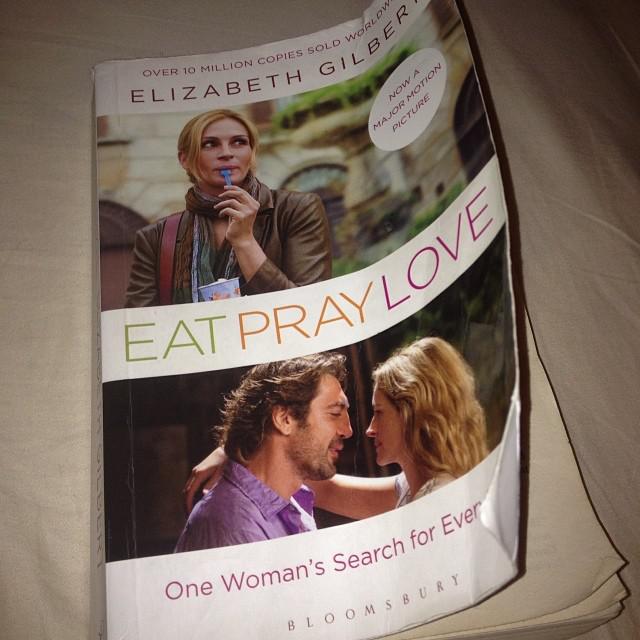 OVER 10 MILLION COPIES SOLD WORLDW
ELIZABETH GILBERT
NOW A
MAJOR MOTION
PICTURE
EAT PRAY LOVE
One Woman's Search for Ever
BLOOMSBURY